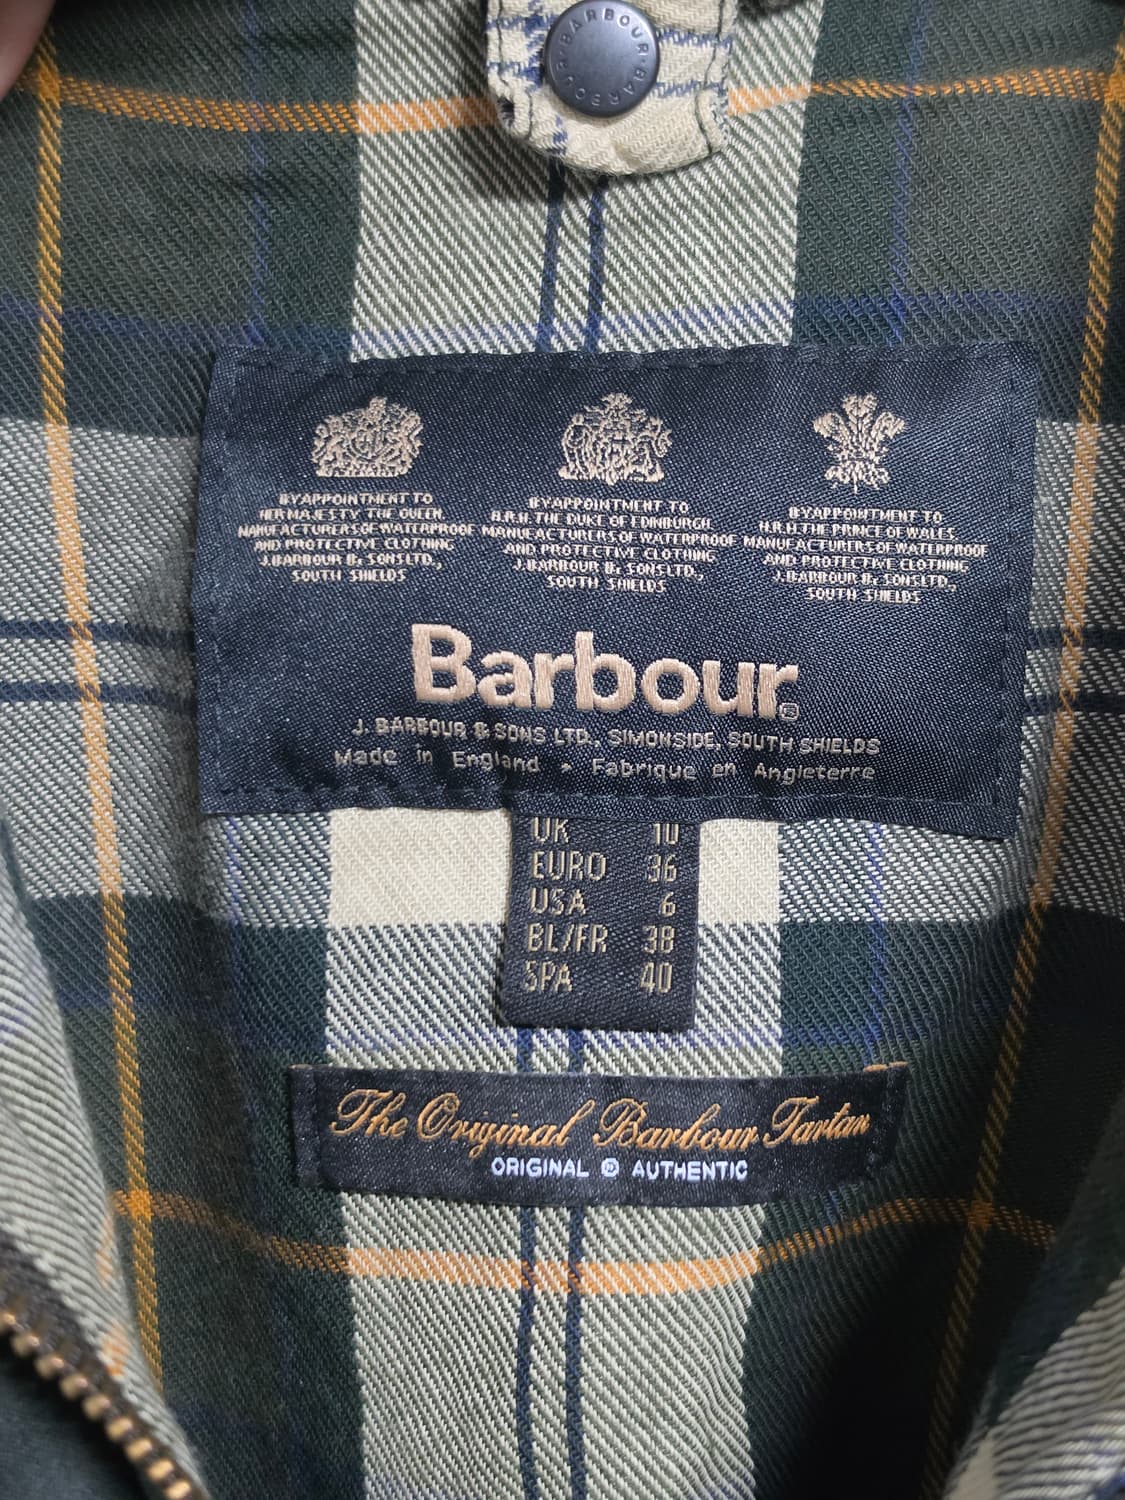 BARBOUR · BARBOUR ·
BY APPOINTMENT TO
HER MAJESTY THE QUEEN
MANUFACTURERS OF WATERPROOF
AND PROTECTIVE CLOTHING
J. BARBOUR & SONS LTD.,
SOUTH SHIELDS
BY APPOINTMENT TO
H.R.H. THE DUKE OF EDINBURGH
MANUFACTURERS OF WATERPROOF
AND PROTECTIVE CLOTHING
J. BARBOUR & SONS LTD.,
SOUTH SHIELDS
BY APPOINTMENT TO
H.R.H. THE PRINCE OF WALES
MANUFACTURERS OF WATERPROOF
AND PROTECTIVE CLOTHING
J. BARBOUR & SONS LTD.,
SOUTH SHIELDS
Barbour®
J. BARBOUR & SONS LTD., SIMONSIDE, SOUTH SHIELDS
Made in England • Fabrique en Angleterre
UK 10
EURO 36
USA 6
BL/FR 38
SPA 40
The Original Barbour Tartan
ORIGINAL ® AUTHENTIC